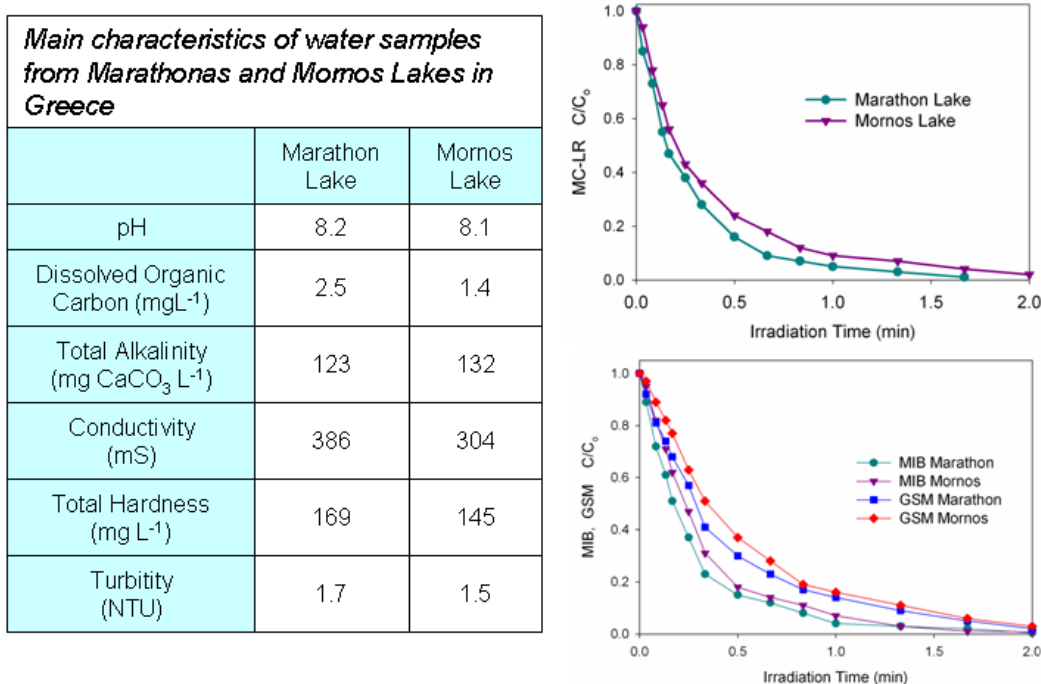 Main characteristics of water samples
from Marathonas and Mornos Lakes in
Greece
Marathon
Lake
Mornos
Lake
pH
8.2
8.1
Dissolved Organic
Carbon (mgL⁻¹)
2.5
1.4
Total Alkalinity
(mg CaCO₃ L⁻¹)
123
132
Conductivity
(mS)
386
304
Total Hardness
(mg L⁻¹)
169
145
Turbitity
(NTU)
1.7
1.5
MC-LR C/Cₒ
1.0
0.8
0.6
0.4
0.2
0.0
Marathon Lake
Mornos Lake
0.0 0.5 1.0 1.5 2.0
Irradiation Time (min)
MIB, GSM C/Cₒ
1.0
0.8
0.6
0.4
0.2
0.0
MIB Marathon
MIB Mornos
GSM Marathon
GSM Mornos
0.0 0.5 1.0 1.5 2.0
Irradiation Time (min)